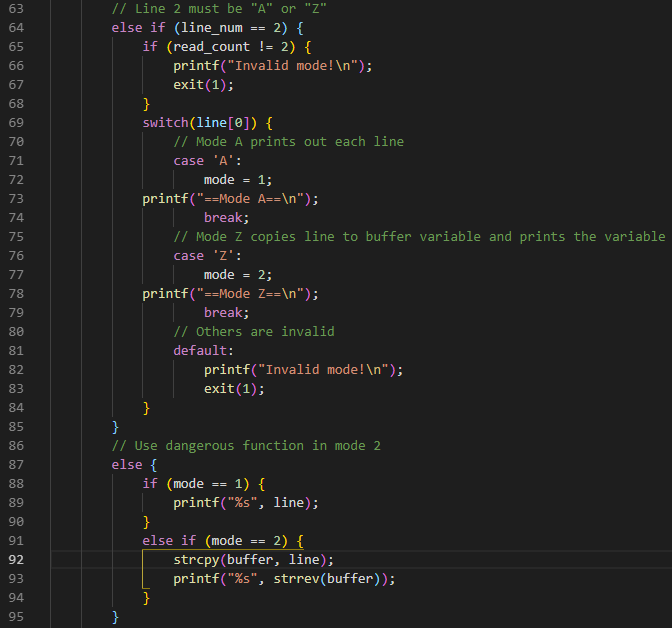 63 // Line 2 must be "A" or "Z"
64 else if (line_num == 2) {
65 if (read_count != 2) {
66 printf("Invalid mode!\n");
67 exit(1);
68 }
69 switch(line[0]) {
70 // Mode A prints out each line
71 case 'A':
72 mode = 1;
73 printf("==Mode A==\n");
74 break;
75 // Mode Z copies line to buffer variable and prints the variable
76 case 'Z':
77 mode = 2;
78 printf("==Mode Z==\n");
79 break;
80 // Others are invalid
81 default:
82 printf("Invalid mode!\n");
83 exit(1);
84 }
85 }
86 // Use dangerous function in mode 2
87 else {
88 if (mode == 1) {
89 printf("%s", line);
90 }
91 else if (mode == 2) {
92 strcpy(buffer, line);
93 printf("%s", strrev(buffer));
94 }
95 }